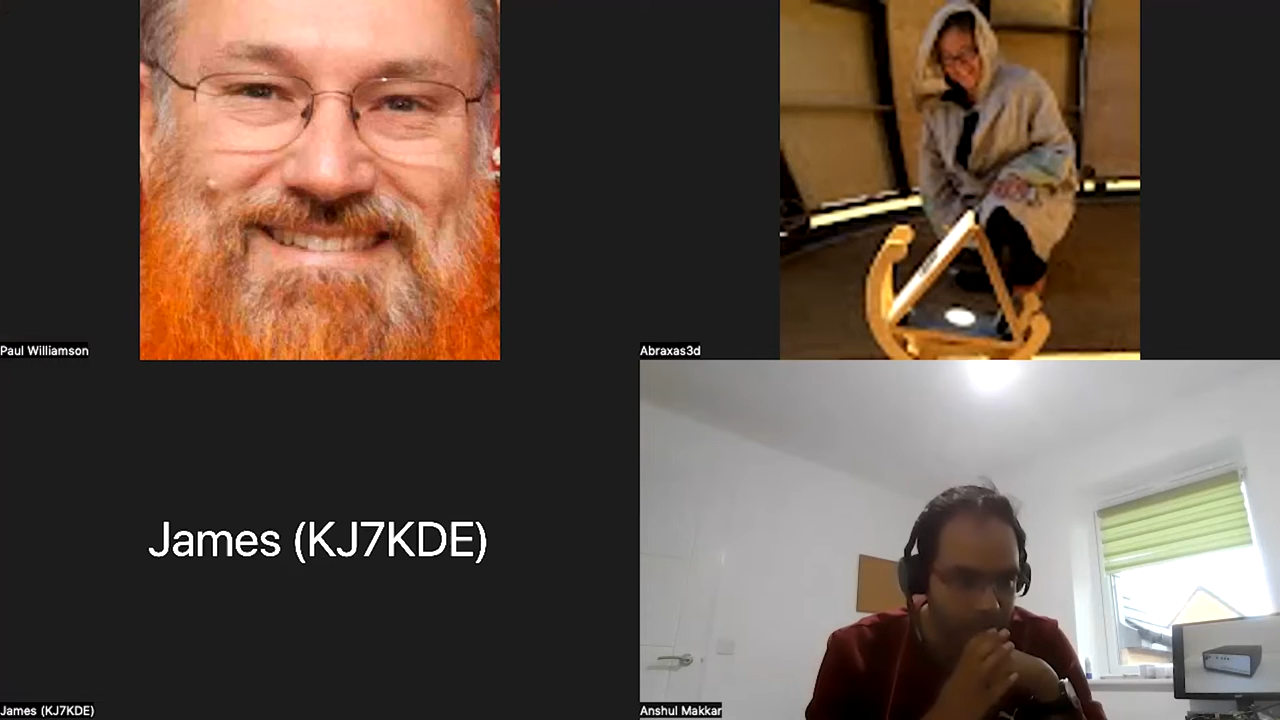 Paul Williamson
Abraxas3d
James (KJ7KDE)
James (KJ7KDE)
Anshul Makkar